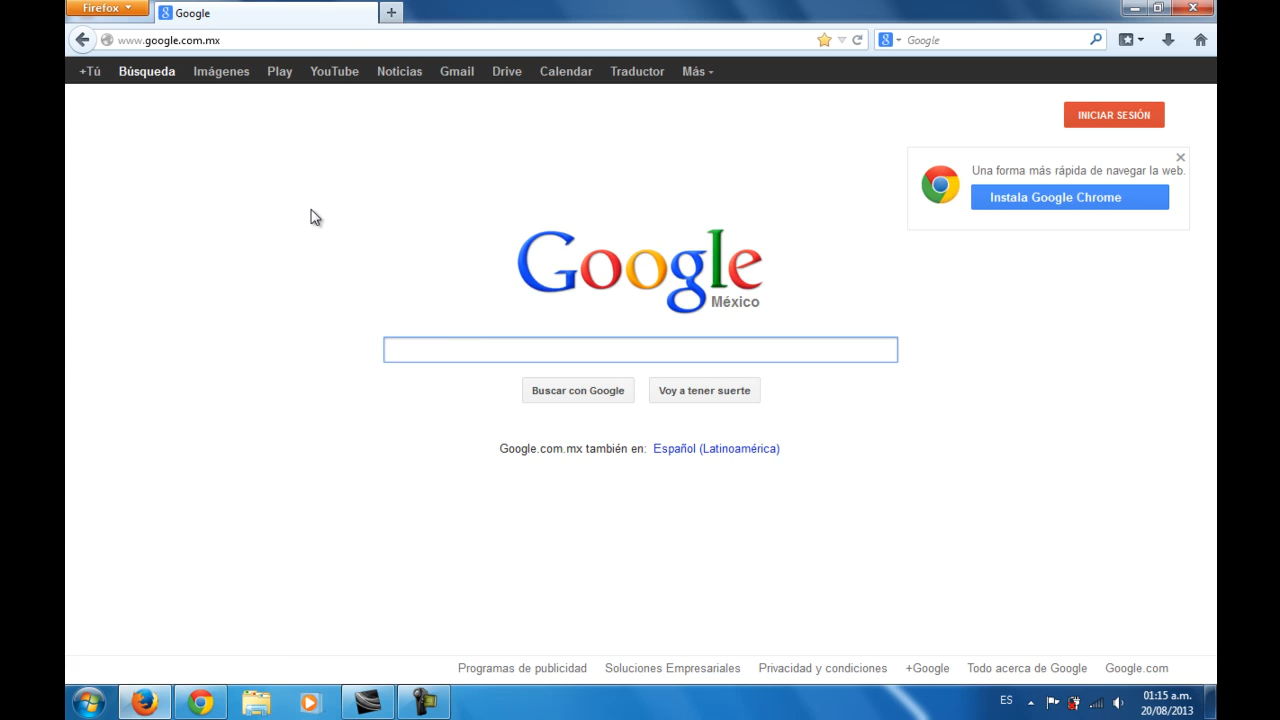 Firefox
Google
www.google.com.mx
Google
+Tú Búsqueda Imágenes Play YouTube Noticias Gmail Drive Calendar Traductor Más
INICIAR SESIÓN
Una forma más rápida de navegar la web.
Instala Google Chrome
Google
México
Buscar con Google Voy a tener suerte
Google.com.mx también en: Español (Latinoamérica)
Programas de publicidad Soluciones Empresariales Privacidad y condiciones +Google Todo acerca de Google Google.com
ES
01:15 a.m.
20/08/2013